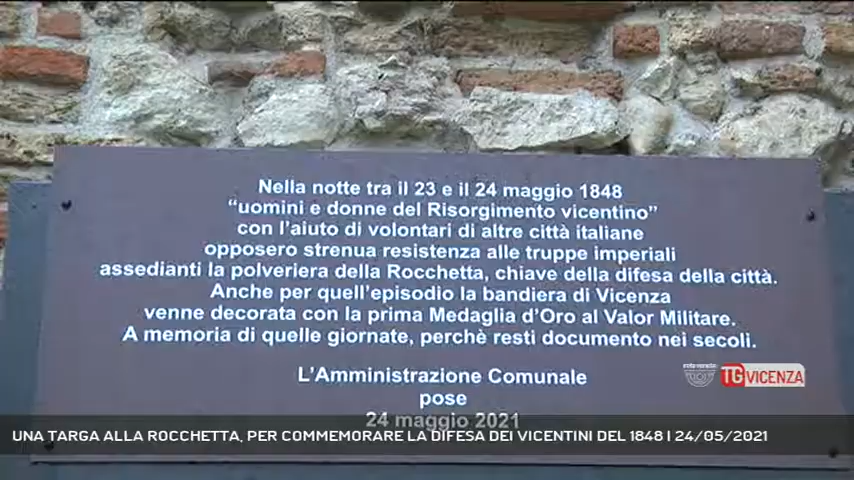 Nella notte tra il 23 e il 24 maggio 1848
“uomini e donne del Risorgimento vicentino”
con l’aiuto di volontari di altre città italiane
opposero strenua resistenza alle truppe imperiali
assedianti la polveriera della Rocchetta, chiave della difesa della città.
Anche per quell’episodio la bandiera di Vicenza
venne decorata con la prima Medaglia d’Oro al Valor Militare.
A memoria di quelle giornate, perchè resti documento nei secoli.
L’Amministrazione Comunale
pose
24 maggio 2021
TGVICENZA
UNA TARGA ALLA ROCCHETTA, PER COMMEMORARE LA DIFESA DEI VICENTINI DEL 1848 | 24/05/2021